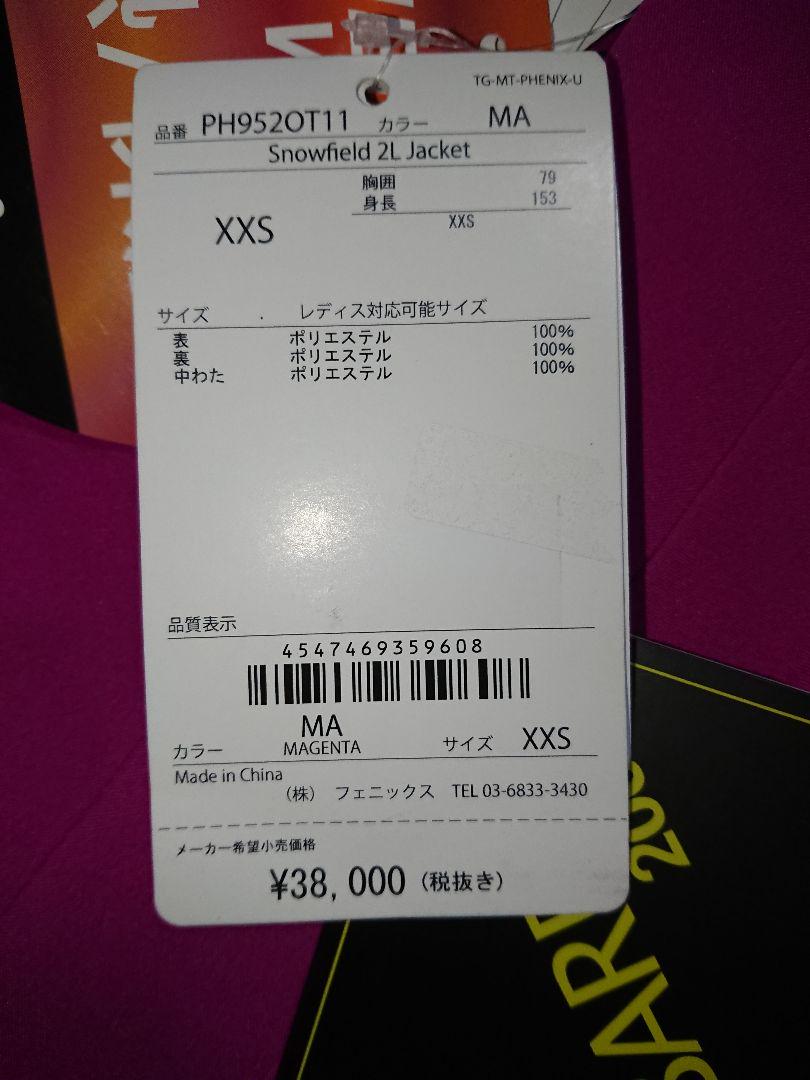 TG-MT-PHENIX-U
品番 PH952OT11 カラー MA
Snowfield 2L Jacket
胸囲 79
身長 153
XXS XXS
サイズ . レディス対応可能サイズ
表 ポリエステル 100%
裏 ポリエステル 100%
中わた ポリエステル 100%
品質表示
4547469359608
MA
カラー MAGENTA サイズ XXS
Made in China
(株) フェニックス TEL 03-6833-3430
メーカー希望小売価格
¥38,000 (税抜き)